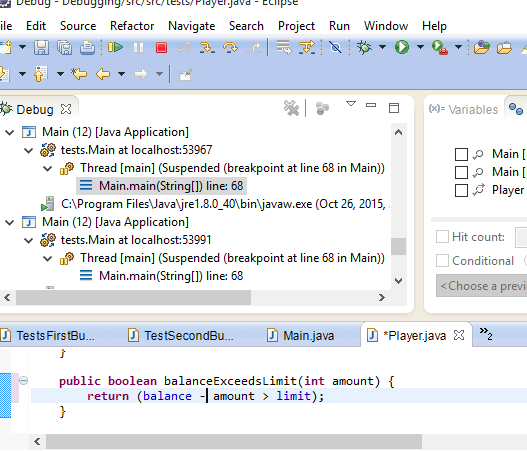 Debug - Debugging/src/src/tests/Player.java - Eclipse
ile Edit Source Refactor Navigate Search Project Run Window Help
Debug
Main (12) [Java Application]
tests.Main at localhost:53967
Thread [main] (Suspended (breakpoint at line 68 in Main))
Main.main(String[]) line: 68
C:\Program Files\Java\jre1.8.0_40\bin\javaw.exe (Oct 26, 2015,
Main (12) [Java Application]
tests.Main at localhost:53991
Thread [main] (Suspended (breakpoint at line 68 in Main))
Main.main(String[]) line: 68
(x)= Variables
Main [
Main [
Player
Hit count:
Conditional
<Choose a previ
TestsFirstBu...
TestSecondBu...
Main.java
*Player.java
»2
}
public boolean balanceExceedsLimit(int amount) {
return (balance - amount > limit);
}